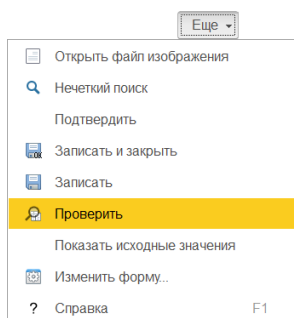 Еще
Открыть файл изображения
Нечеткий поиск
Подтвердить
Записать и закрыть
Записать
Проверить
Показать исходные значения
Изменить форму...
? Справка F1